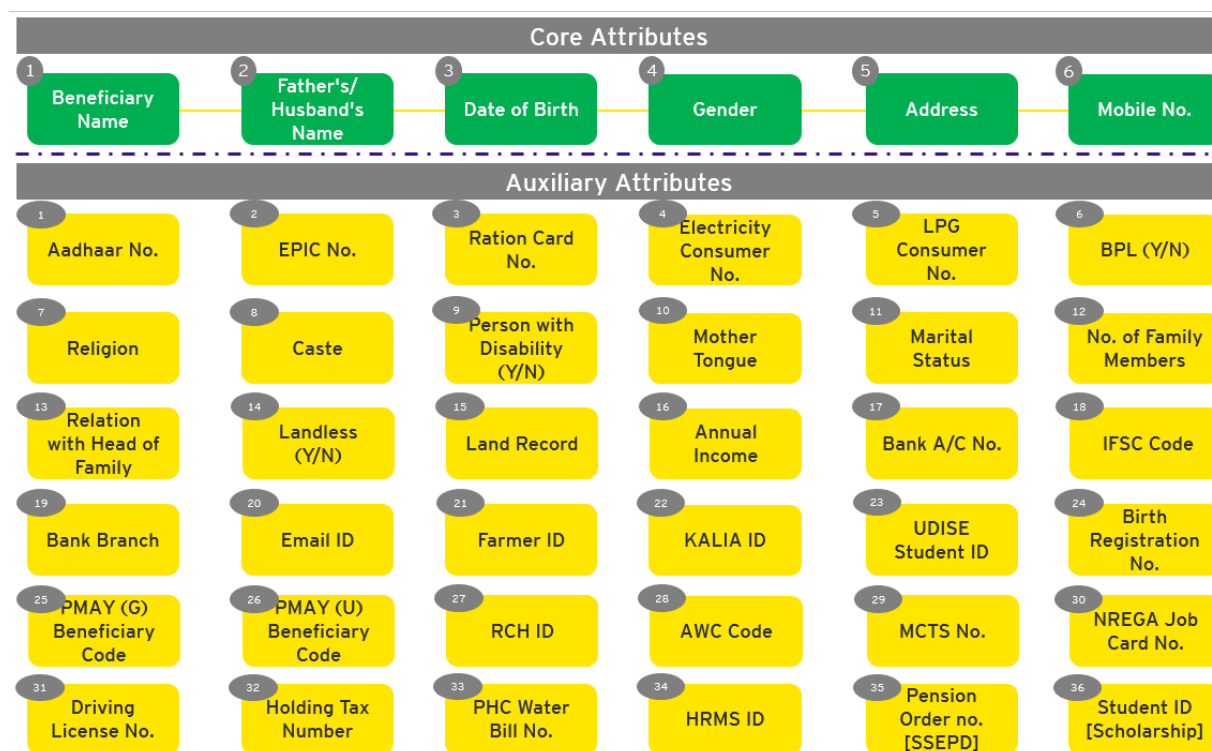 Core Attributes
1
Beneficiary
Name
2
Father's/
Husband's
Name
3
Date of Birth
4
Gender
5
Address
6
Mobile No.
Auxiliary Attributes
1
Aadhaar No.
2
EPIC No.
3
Ration Card
No.
4
Electricity
Consumer
No.
5
LPG
Consumer
No.
6
BPL (Y/N)
7
Religion
8
Caste
9
Person with
Disability
(Y/N)
10
Mother
Tongue
11
Marital
Status
12
No. of Family
Members
13
Relation
with Head of
Family
14
Landless
(Y/N)
15
Land Record
16
Annual
Income
17
Bank A/C No.
18
IFSC Code
19
Bank Branch
20
Email ID
21
Farmer ID
22
KALIA ID
23
UDISE
Student ID
24
Birth
Registration
No.
25
PMAY (G)
Beneficiary
Code
26
PMAY (U)
Beneficiary
Code
27
RCH ID
28
AWC Code
29
MCTS No.
30
NREGA Job
Card No.
31
Driving
License No.
32
Holding Tax
Number
33
PHC Water
Bill No.
34
HRMS ID
35
Pension
Order no.
[SSEPD]
36
Student ID
[Scholarship]